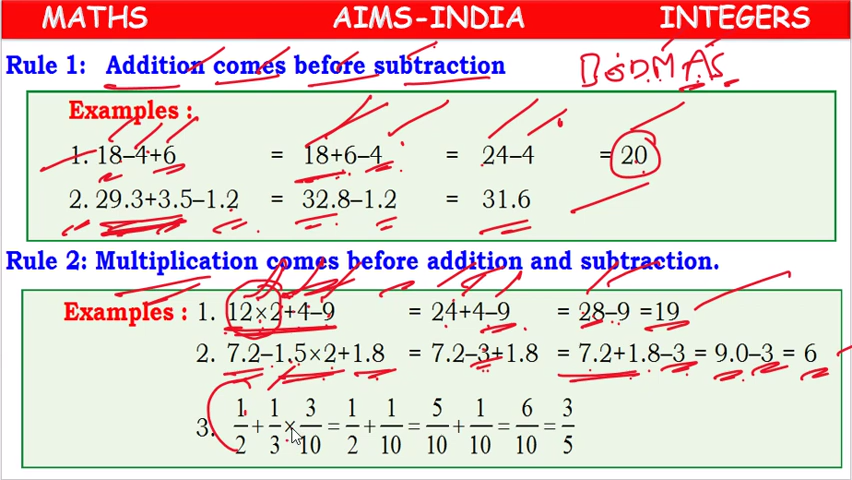 MATHS AIMS-INDIA INTEGERS
Rule 1: Addition comes before subtraction BODMAS
Examples :
1. 18–4+6 = 18+6–4 = 24–4 = 20
2. 29.3+3.5–1.2 = 32.8–1.2 = 31.6
Rule 2: Multiplication comes before addition and subtraction.
Examples : 1. 12×2+4–9 = 24+4–9 = 28–9 =19
2. 7.2–1.5×2+1.8 = 7.2–3+1.8 = 7.2+1.8–3 = 9.0–3 = 6
3. 1/2 + 1/3 × 3/10 = 1/2 + 1/10 = 5/10 + 1/10 = 6/10 = 3/5